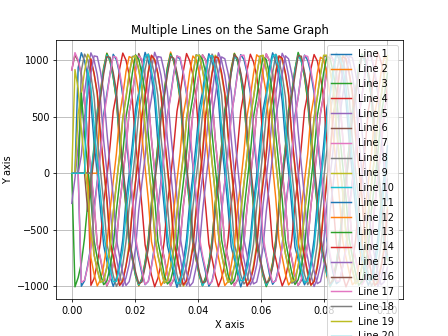 Multiple Lines on the Same Graph
Y axis
1000
500
0
−500
−1000
0.00
0.02
0.04
0.06
0.08
X axis
Line 1
Line 2
Line 3
Line 4
Line 5
Line 6
Line 7
Line 8
Line 9
Line 10
Line 11
Line 12
Line 13
Line 14
Line 15
Line 16
Line 17
Line 18
Line 19
Line 20